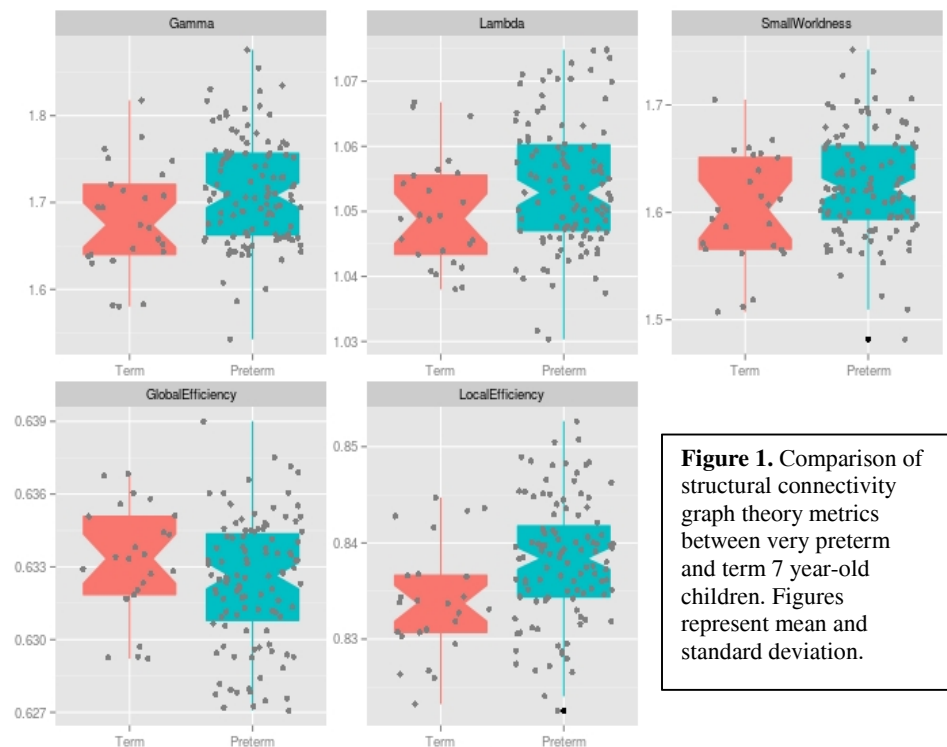 Gamma
Lambda
SmallWorldness
1.8
1.7
1.6
1.07
1.06
1.05
1.04
1.03
1.7
1.6
1.5
Term
Preterm
Term
Preterm
Term
Preterm
GlobalEfficiency
LocalEfficiency
0.639
0.636
0.633
0.630
0.627
0.85
0.84
0.83
Term
Preterm
Term
Preterm
Figure 1. Comparison of
structural connectivity
graph theory metrics
between very preterm
and term 7 year-old
children. Figures
represent mean and
standard deviation.